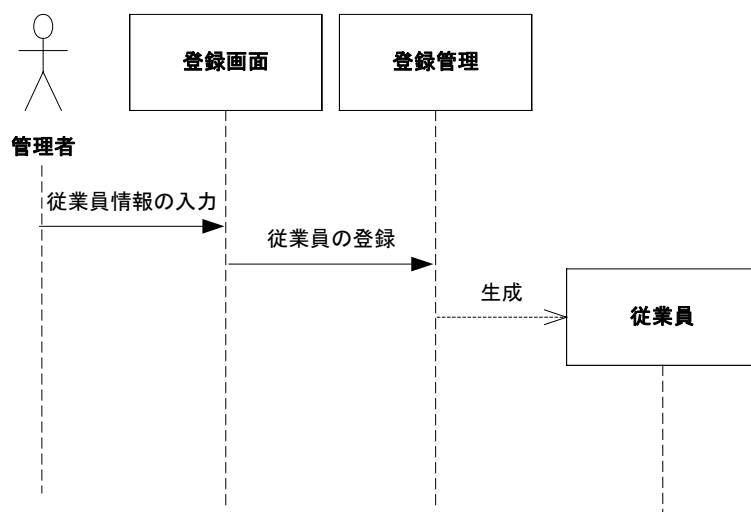 登録画面
登録管理
管理者
従業員情報の入力
従業員の登録
生成
従業員